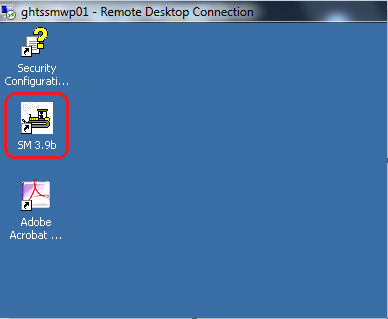 ghtssmwp01 - Remote Desktop Connection
Security
Configurati...
SM 3.9b
Adobe
Acrobat ...